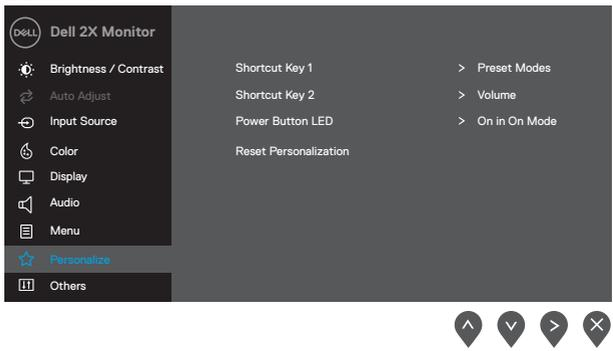 DELL Dell 2X Monitor
Brightness / Contrast Shortcut Key 1 > Preset Modes
Auto Adjust Shortcut Key 2 > Volume
Input Source Power Button LED > On in On Mode
Color Reset Personalization
Display
Audio
Menu
Personalize
Others